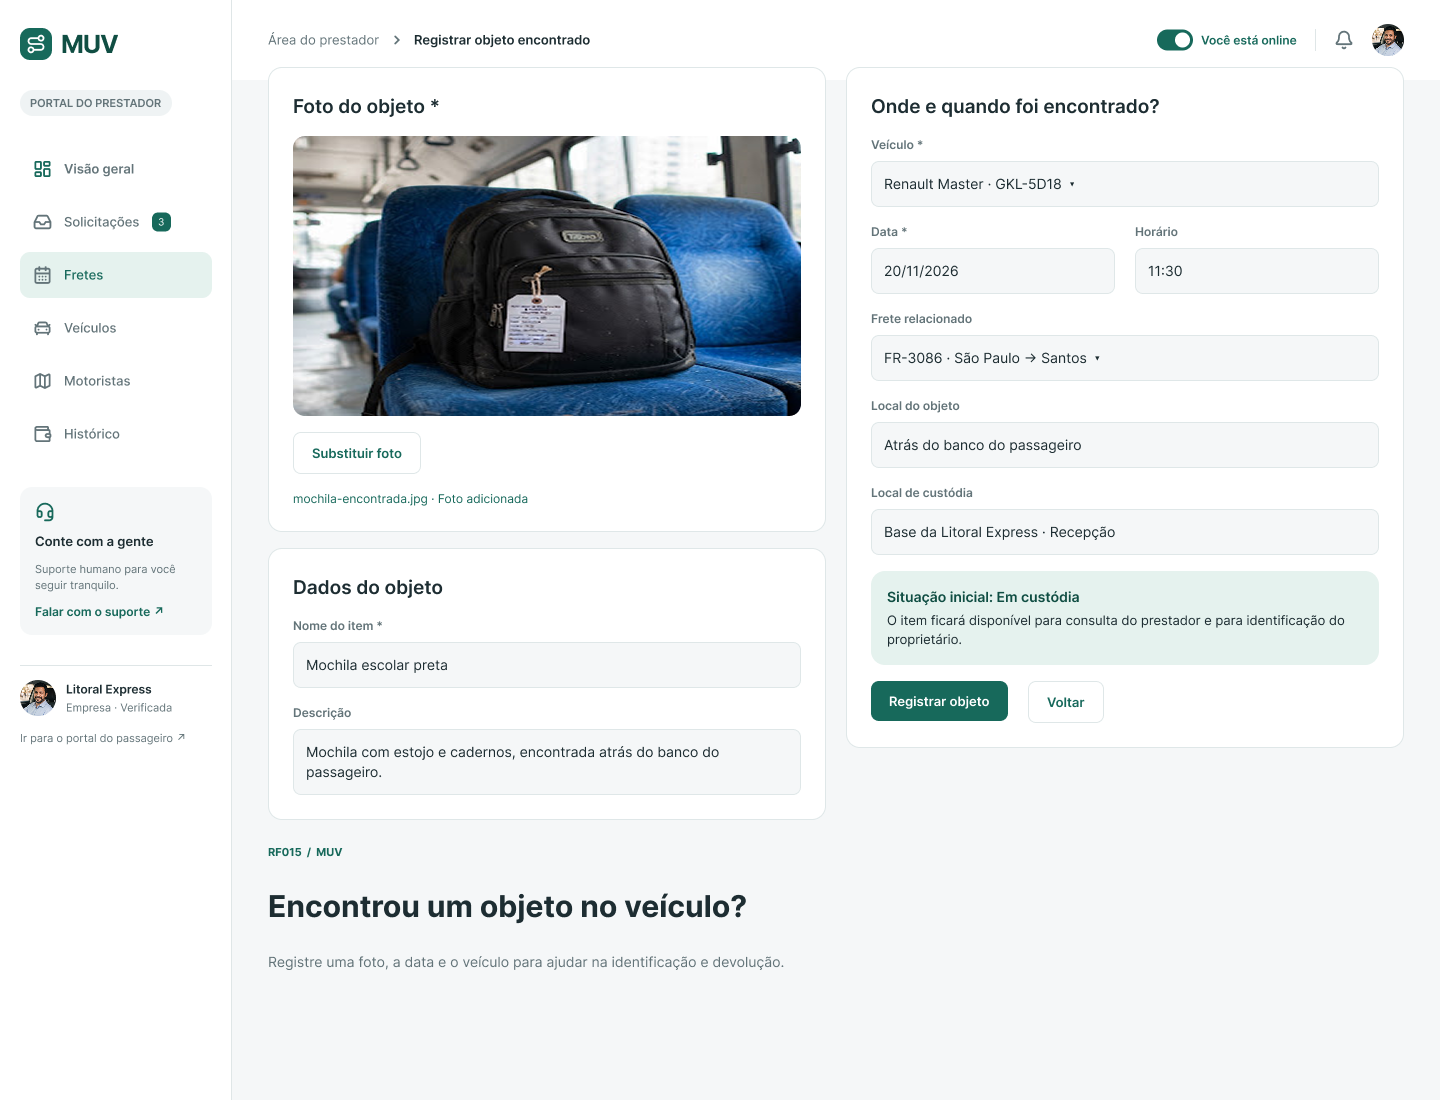 MUV
PORTAL DO PRESTADOR
Visão geral
Solicitações 3
Fretes
Veículos
Motoristas
Histórico
Conte com a gente
Suporte humano para você
seguir tranquilo.
Falar com o suporte ↗
Litoral Express
Empresa · Verificada
Ir para o portal do passageiro ↗
Área do prestador > Registrar objeto encontrado
Você está online
Foto do objeto *
Substituir foto
mochila-encontrada.jpg · Foto adicionada
Dados do objeto
Nome do item *
Mochila escolar preta
Descrição
Mochila com estojo e cadernos, encontrada atrás do banco do
passageiro.
Onde e quando foi encontrado?
Veículo *
Renault Master · GKL-5D18 ▾
Data * Horário
20/11/2026 11:30
Frete relacionado
FR-3086 · São Paulo → Santos ▾
Local do objeto
Atrás do banco do passageiro
Local de custódia
Base da Litoral Express · Recepção
Situação inicial: Em custódia
O item ficará disponível para consulta do prestador e para identificação do
proprietário.
Registrar objeto Voltar
RF015 / MUV
Encontrou um objeto no veículo?
Registre uma foto, a data e o veículo para ajudar na identificação e devolução.